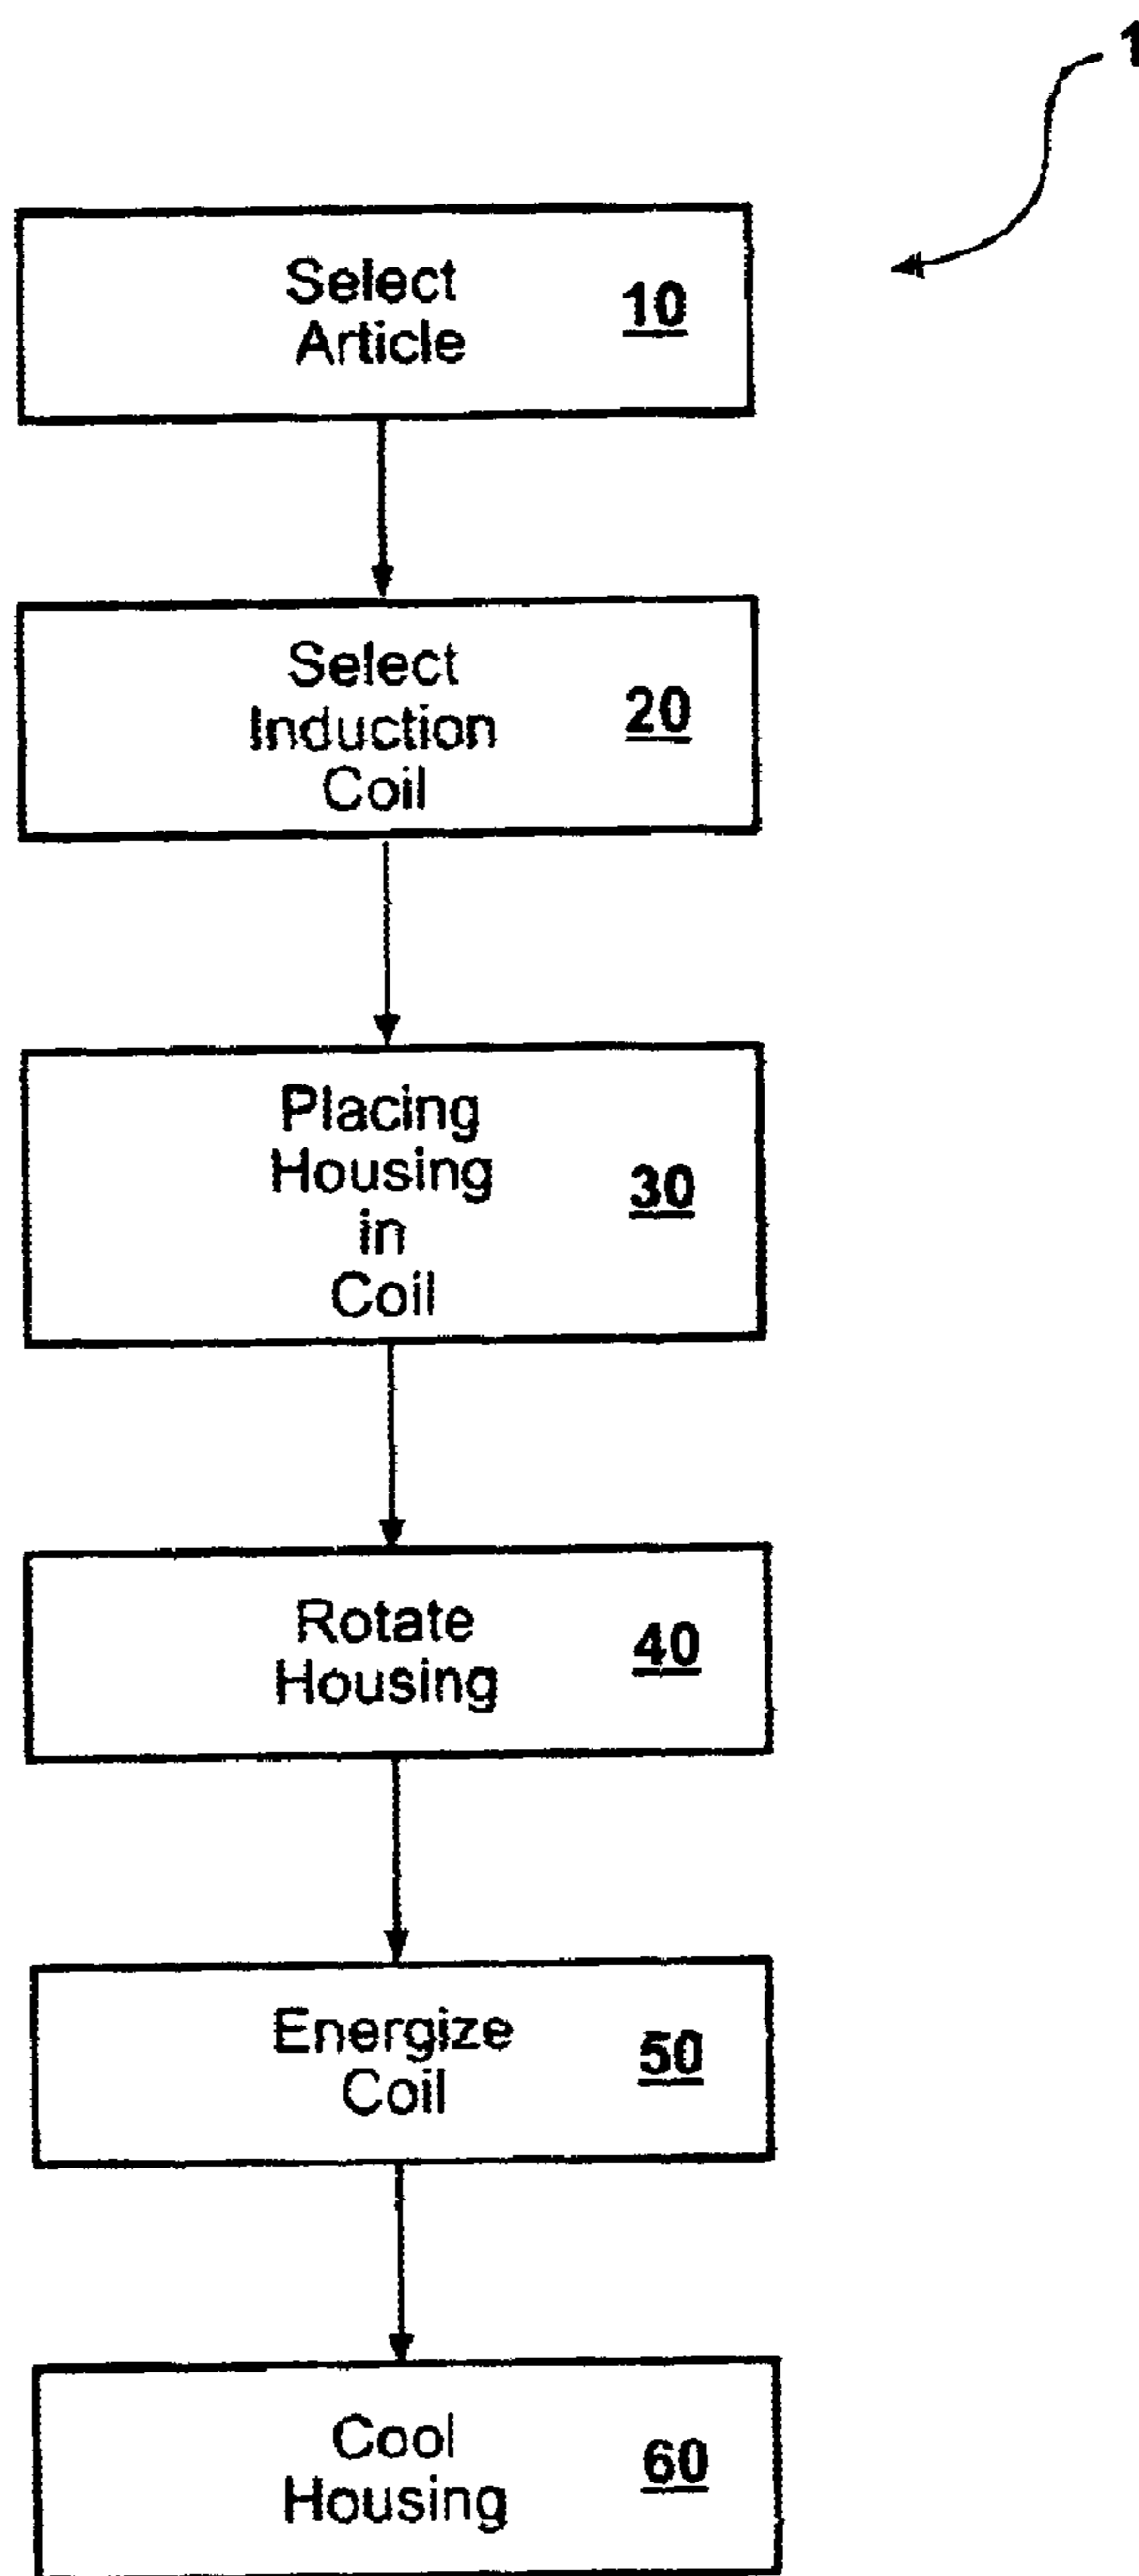 1
Select
Article
10
Select
Induction
Coil
20
Placing
Housing
in
Coil
30
Rotate
Housing
40
Energize
Coil
50
Cool
Housing
60